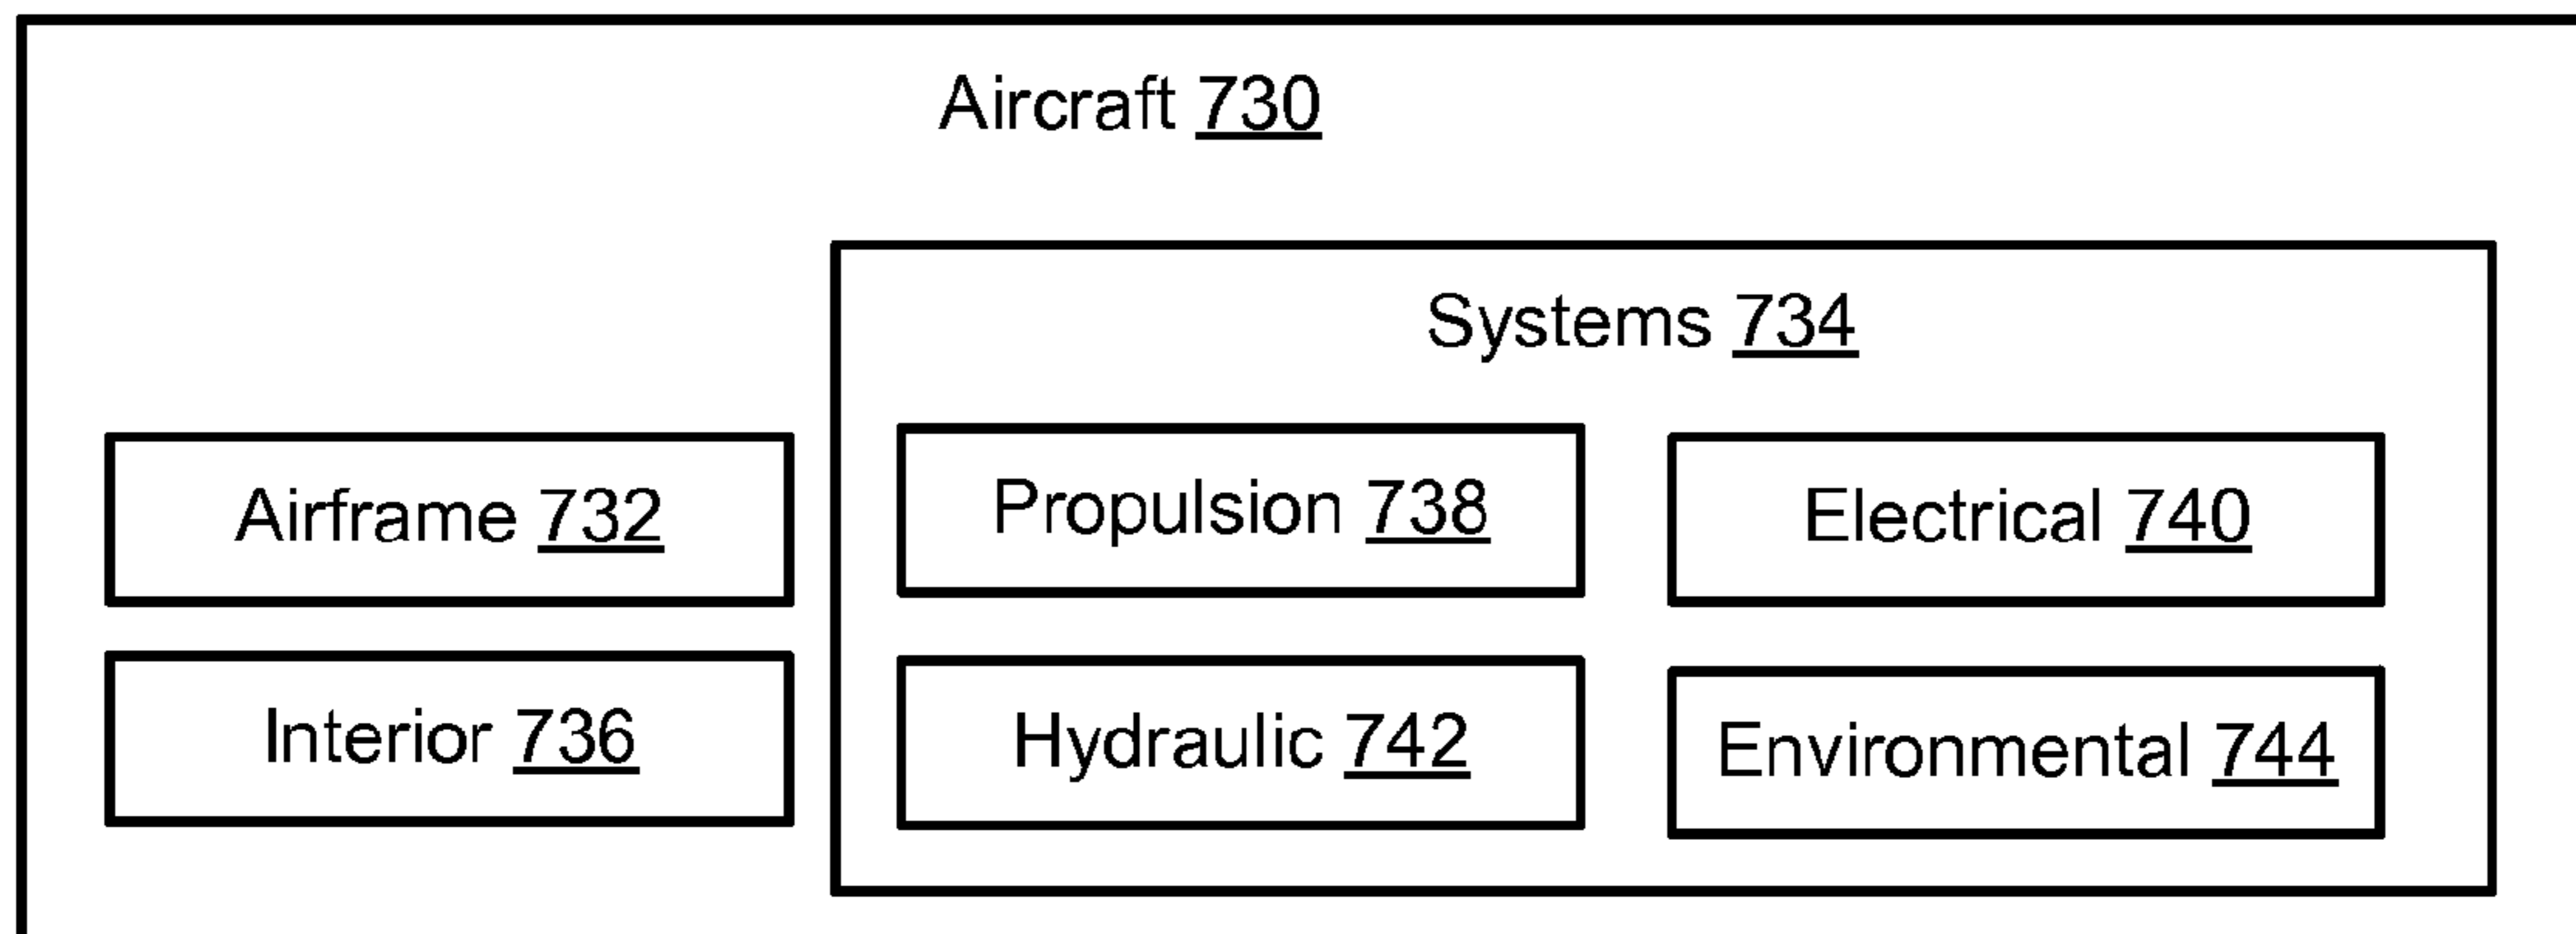 Aircraft 730
Systems 734
Airframe 732
Propulsion 738
Electrical 740
Interior 736
Hydraulic 742
Environmental 744